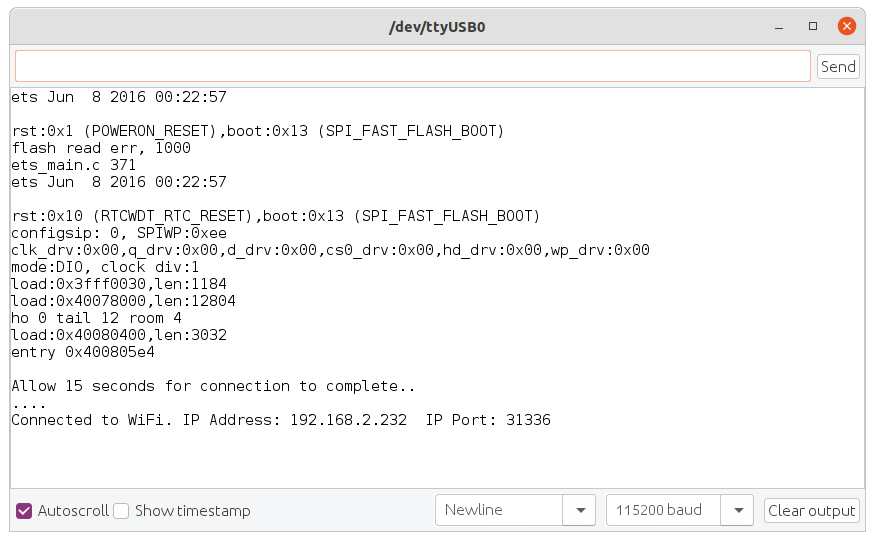 /dev/ttyUSB0
Send
ets Jun  8 2016 00:22:57
rst:0x1 (POWERON_RESET),boot:0x13 (SPI_FAST_FLASH_BOOT)
flash read err, 1000
ets_main.c 371
ets Jun  8 2016 00:22:57
rst:0x10 (RTCWDT_RTC_RESET),boot:0x13 (SPI_FAST_FLASH_BOOT)
configsip: 0, SPIWP:0xee
clk_drv:0x00,q_drv:0x00,d_drv:0x00,cs0_drv:0x00,hd_drv:0x00,wp_drv:0x00
mode:DIO, clock div:1
load:0x3fff0030,len:1184
load:0x40078000,len:12804
ho 0 tail 12 room 4
load:0x40080400,len:3032
entry 0x400805e4
Allow 15 seconds for connection to complete..
....
Connected to WiFi. IP Address: 192.168.2.232  IP Port: 31336
Autoscroll Show timestamp Newline 115200 baud Clear output